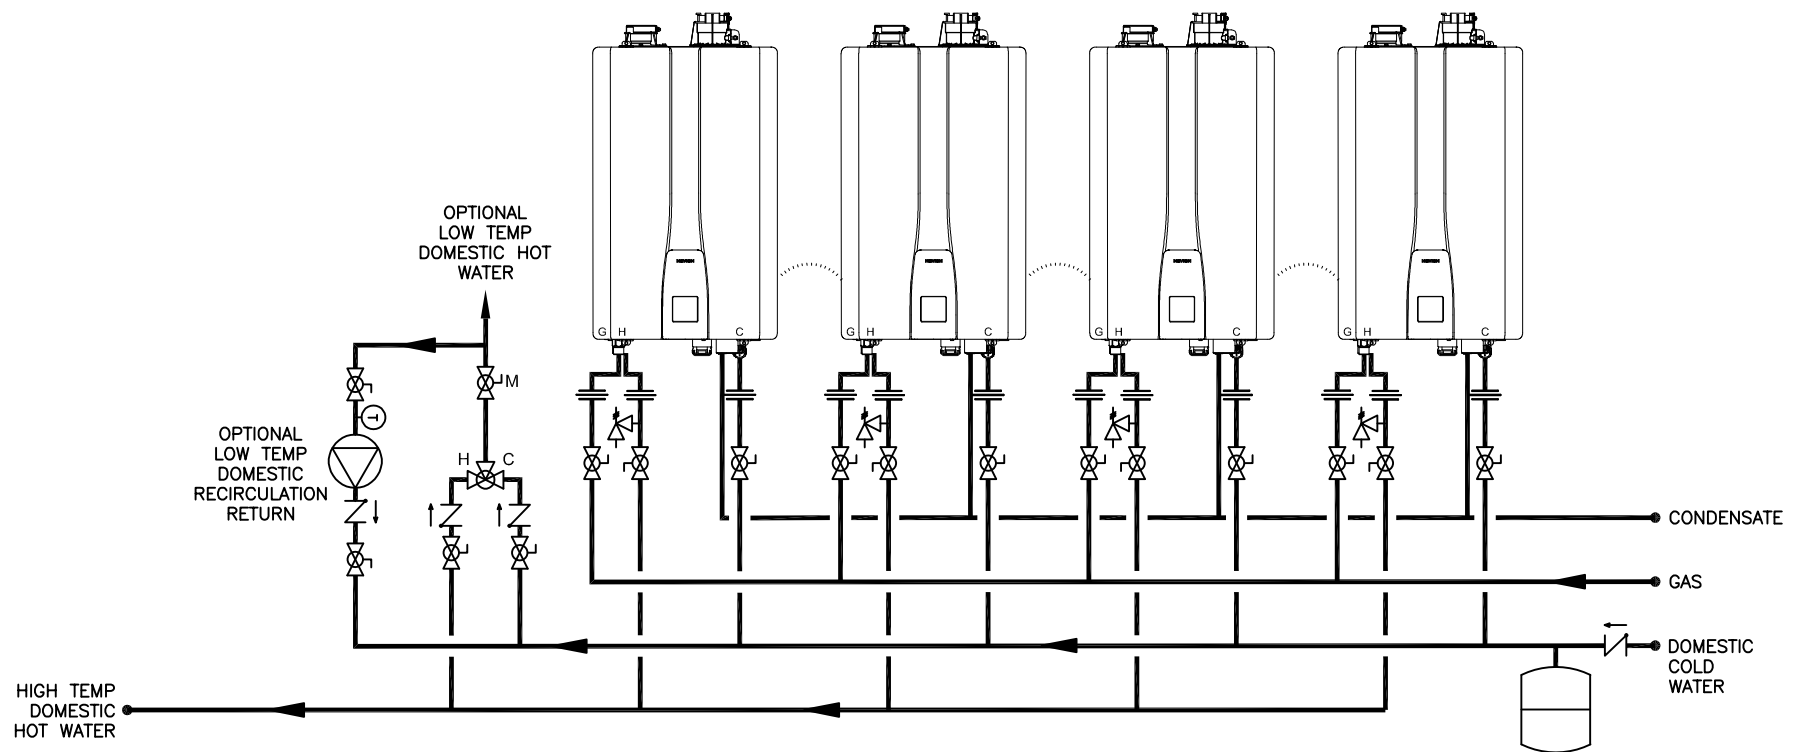 OPTIONAL
LOW TEMP
DOMESTIC HOT
WATER
G H C
G H C
G H C
G H C
M
T
OPTIONAL
LOW TEMP
DOMESTIC
RECIRCULATION
RETURN
H C
CONDENSATE
GAS
DOMESTIC
COLD
WATER
HIGH TEMP
DOMESTIC
HOT WATER